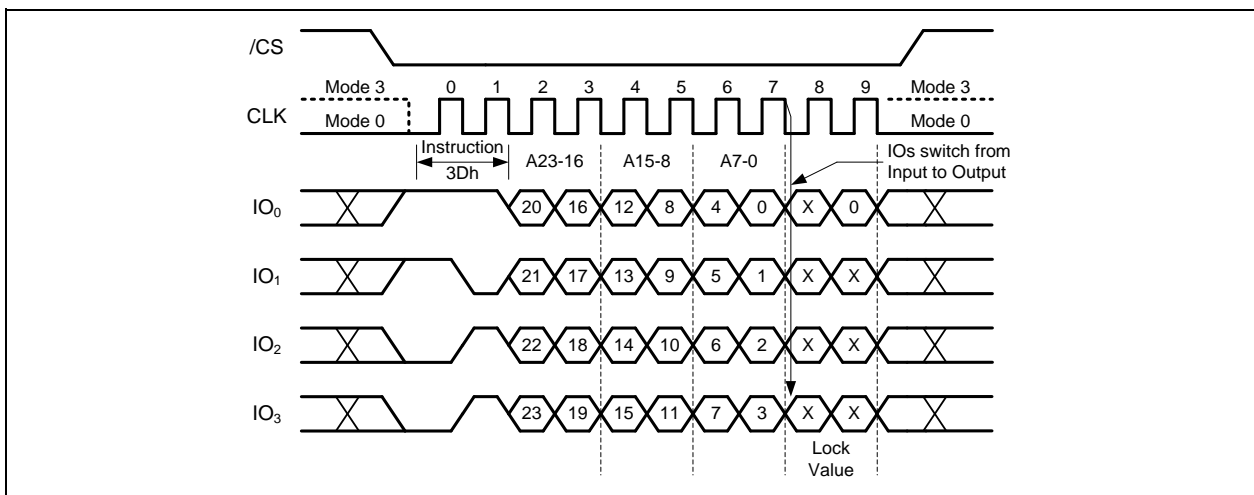 /CS
Mode 3 0 1 2 3 4 5 6 7 8 9 Mode 3
CLK
Mode 0 Mode 0
Instruction
3Dh
A23-16 A15-8 A7-0
IOs switch from
Input to Output
IO0 20 16 12 8 4 0 X 0
IO1 21 17 13 9 5 1 X X
IO2 22 18 14 10 6 2 X X
IO3 23 19 15 11 7 3 X X
Lock
Value